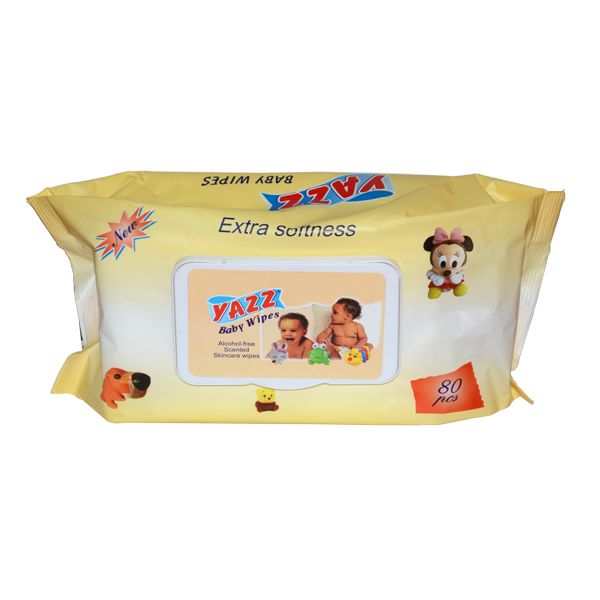 BABY WIPES YAZZ
New
Extra softness
YAZZ
Baby Wipes
Alcohol-free
Scented
Skincare wipes
80
pcs